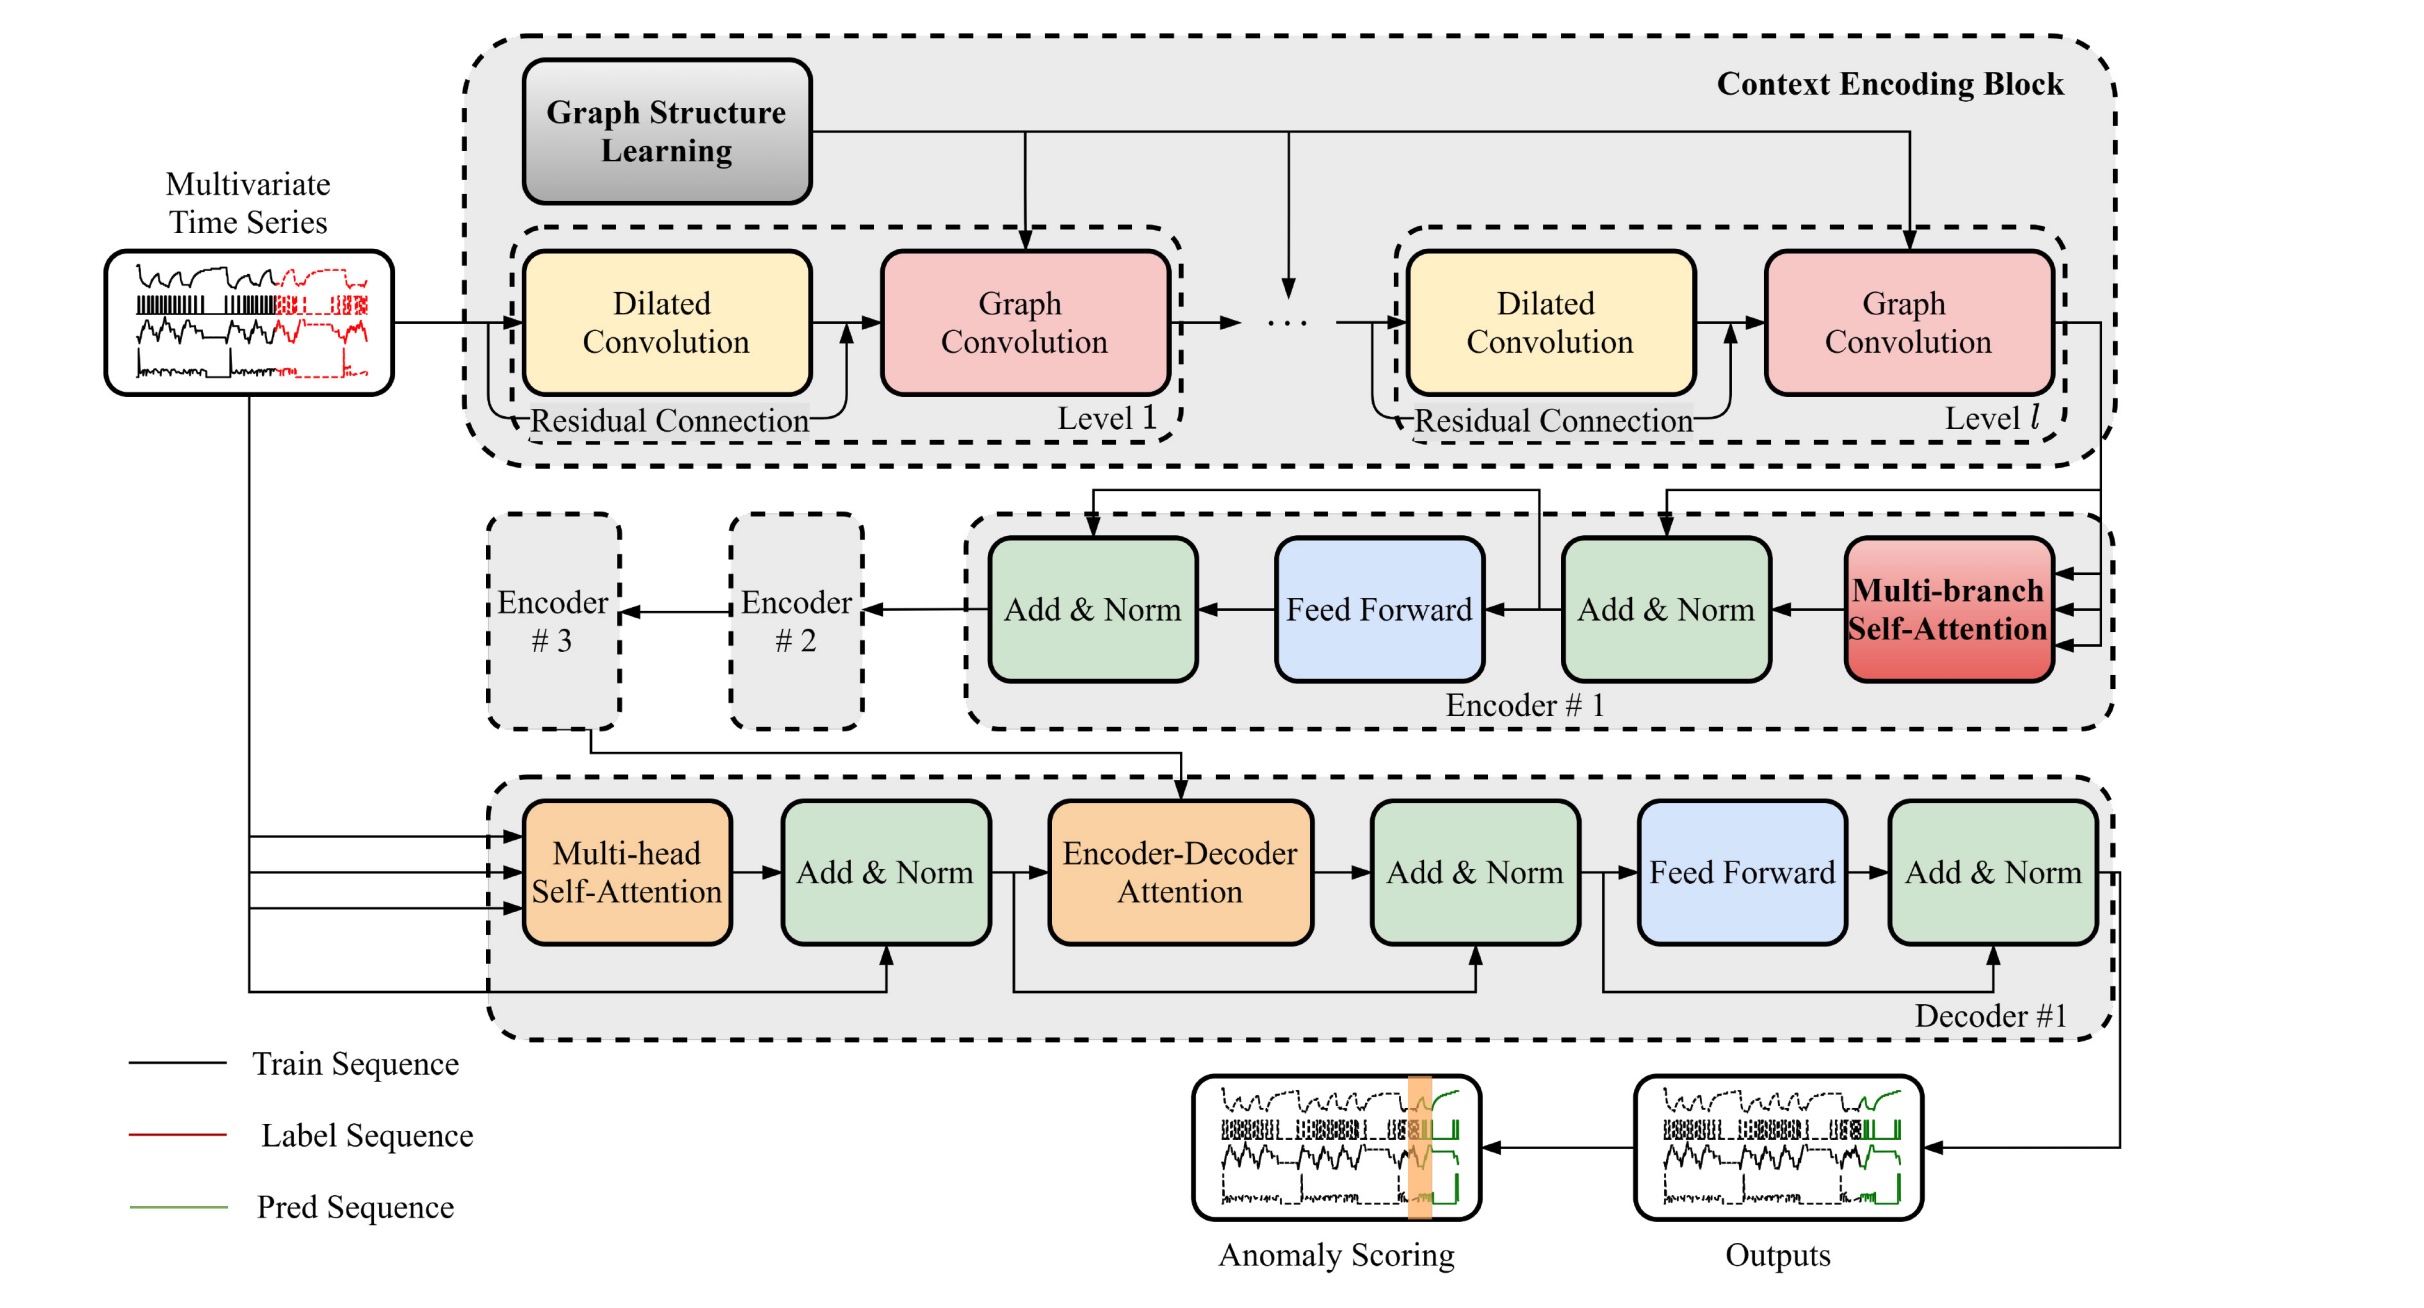 Context Encoding Block
Graph Structure
Learning
Multivariate
Time Series
Dilated
Convolution
Graph
Convolution
...
Dilated
Convolution
Graph
Convolution
Residual Connection
Level 1
Residual Connection
Level l
Encoder
# 3
Encoder
# 2
Add & Norm
Feed Forward
Add & Norm
Multi-branch
Self-Attention
Encoder # 1
Multi-head
Self-Attention
Add & Norm
Encoder-Decoder
Attention
Add & Norm
Feed Forward
Add & Norm
Decoder #1
Train Sequence
Label Sequence
Pred Sequence
Anomaly Scoring
Outputs